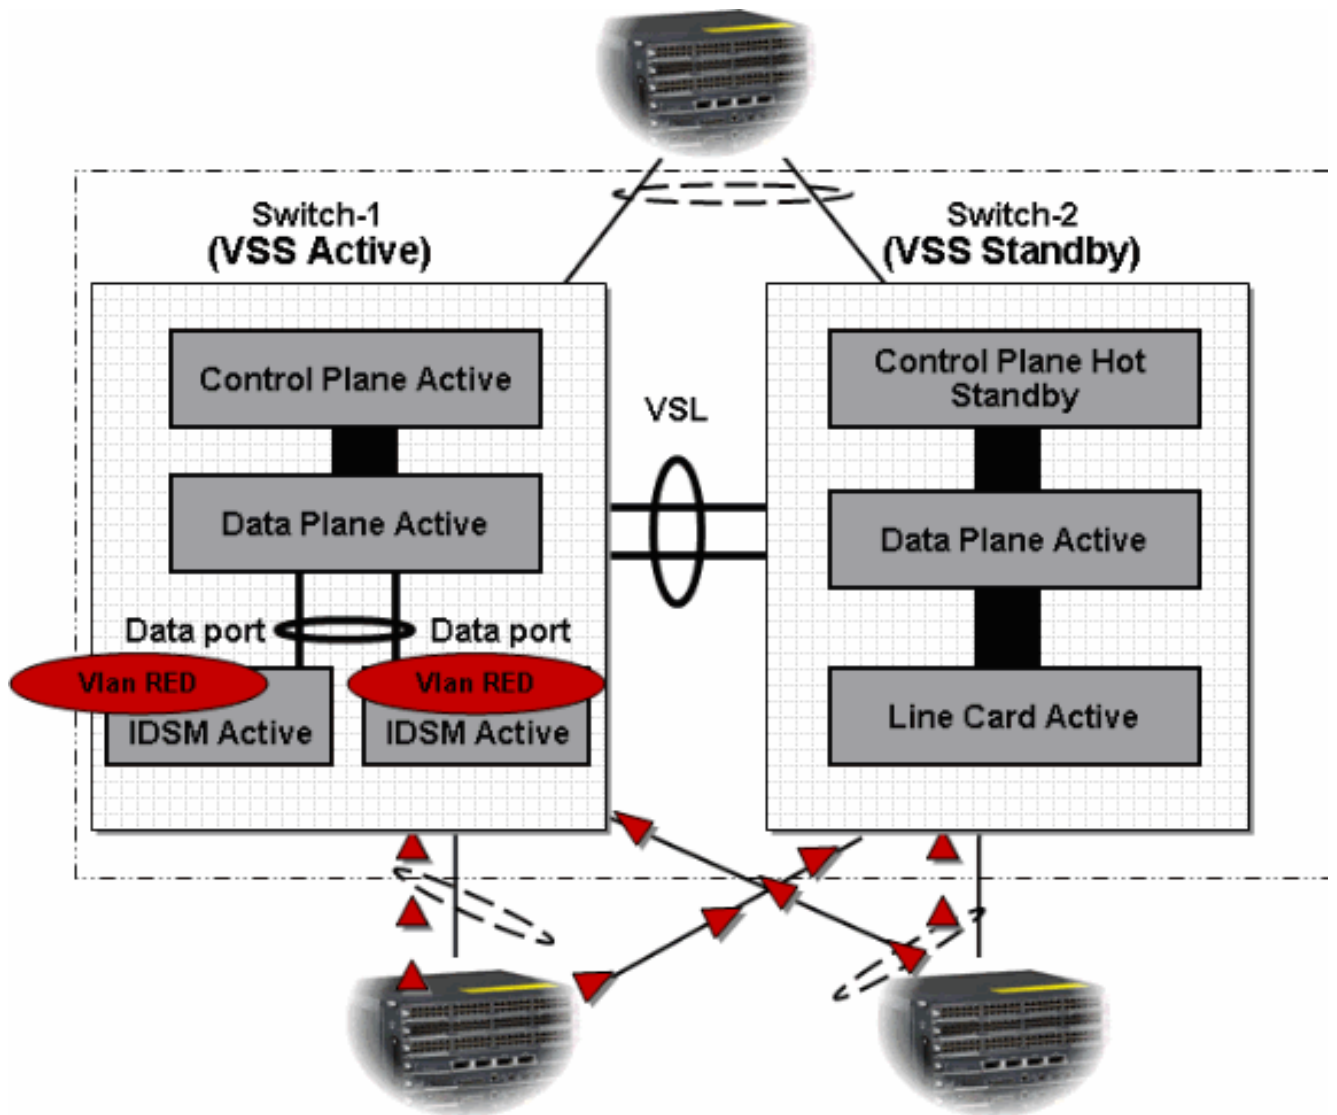 Switch-1
(VSS Active)
Switch-2
(VSS Standby)
Control Plane Active
Control Plane Hot
Standby
VSL
Data Plane Active
Data Plane Active
Data port
Data port
Vlan RED
Vlan RED
IDSM Active
IDSM Active
Line Card Active